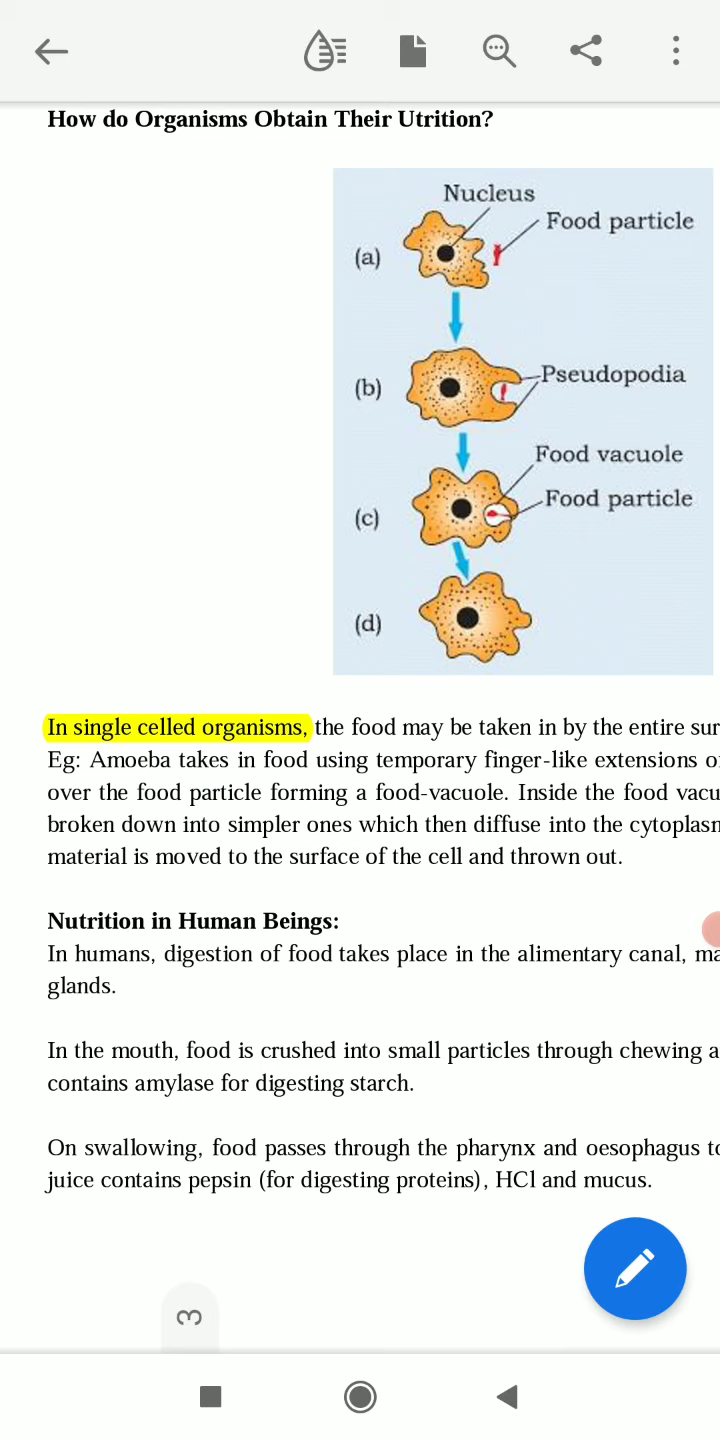 How do Organisms Obtain Their Utrition?
Nucleus
Food particle
(a)
(b)
Pseudopodia
Food vacuole
Food particle
(c)
(d)
In single celled organisms, the food may be taken in by the entire sur
Eg: Amoeba takes in food using temporary finger-like extensions o
over the food particle forming a food-vacuole. Inside the food vacu
broken down into simpler ones which then diffuse into the cytoplasm
material is moved to the surface of the cell and thrown out.
Nutrition in Human Beings:
In humans, digestion of food takes place in the alimentary canal, ma
glands.
In the mouth, food is crushed into small particles through chewing a
contains amylase for digesting starch.
On swallowing, food passes through the pharynx and oesophagus to
juice contains pepsin (for digesting proteins), HCl and mucus.
3